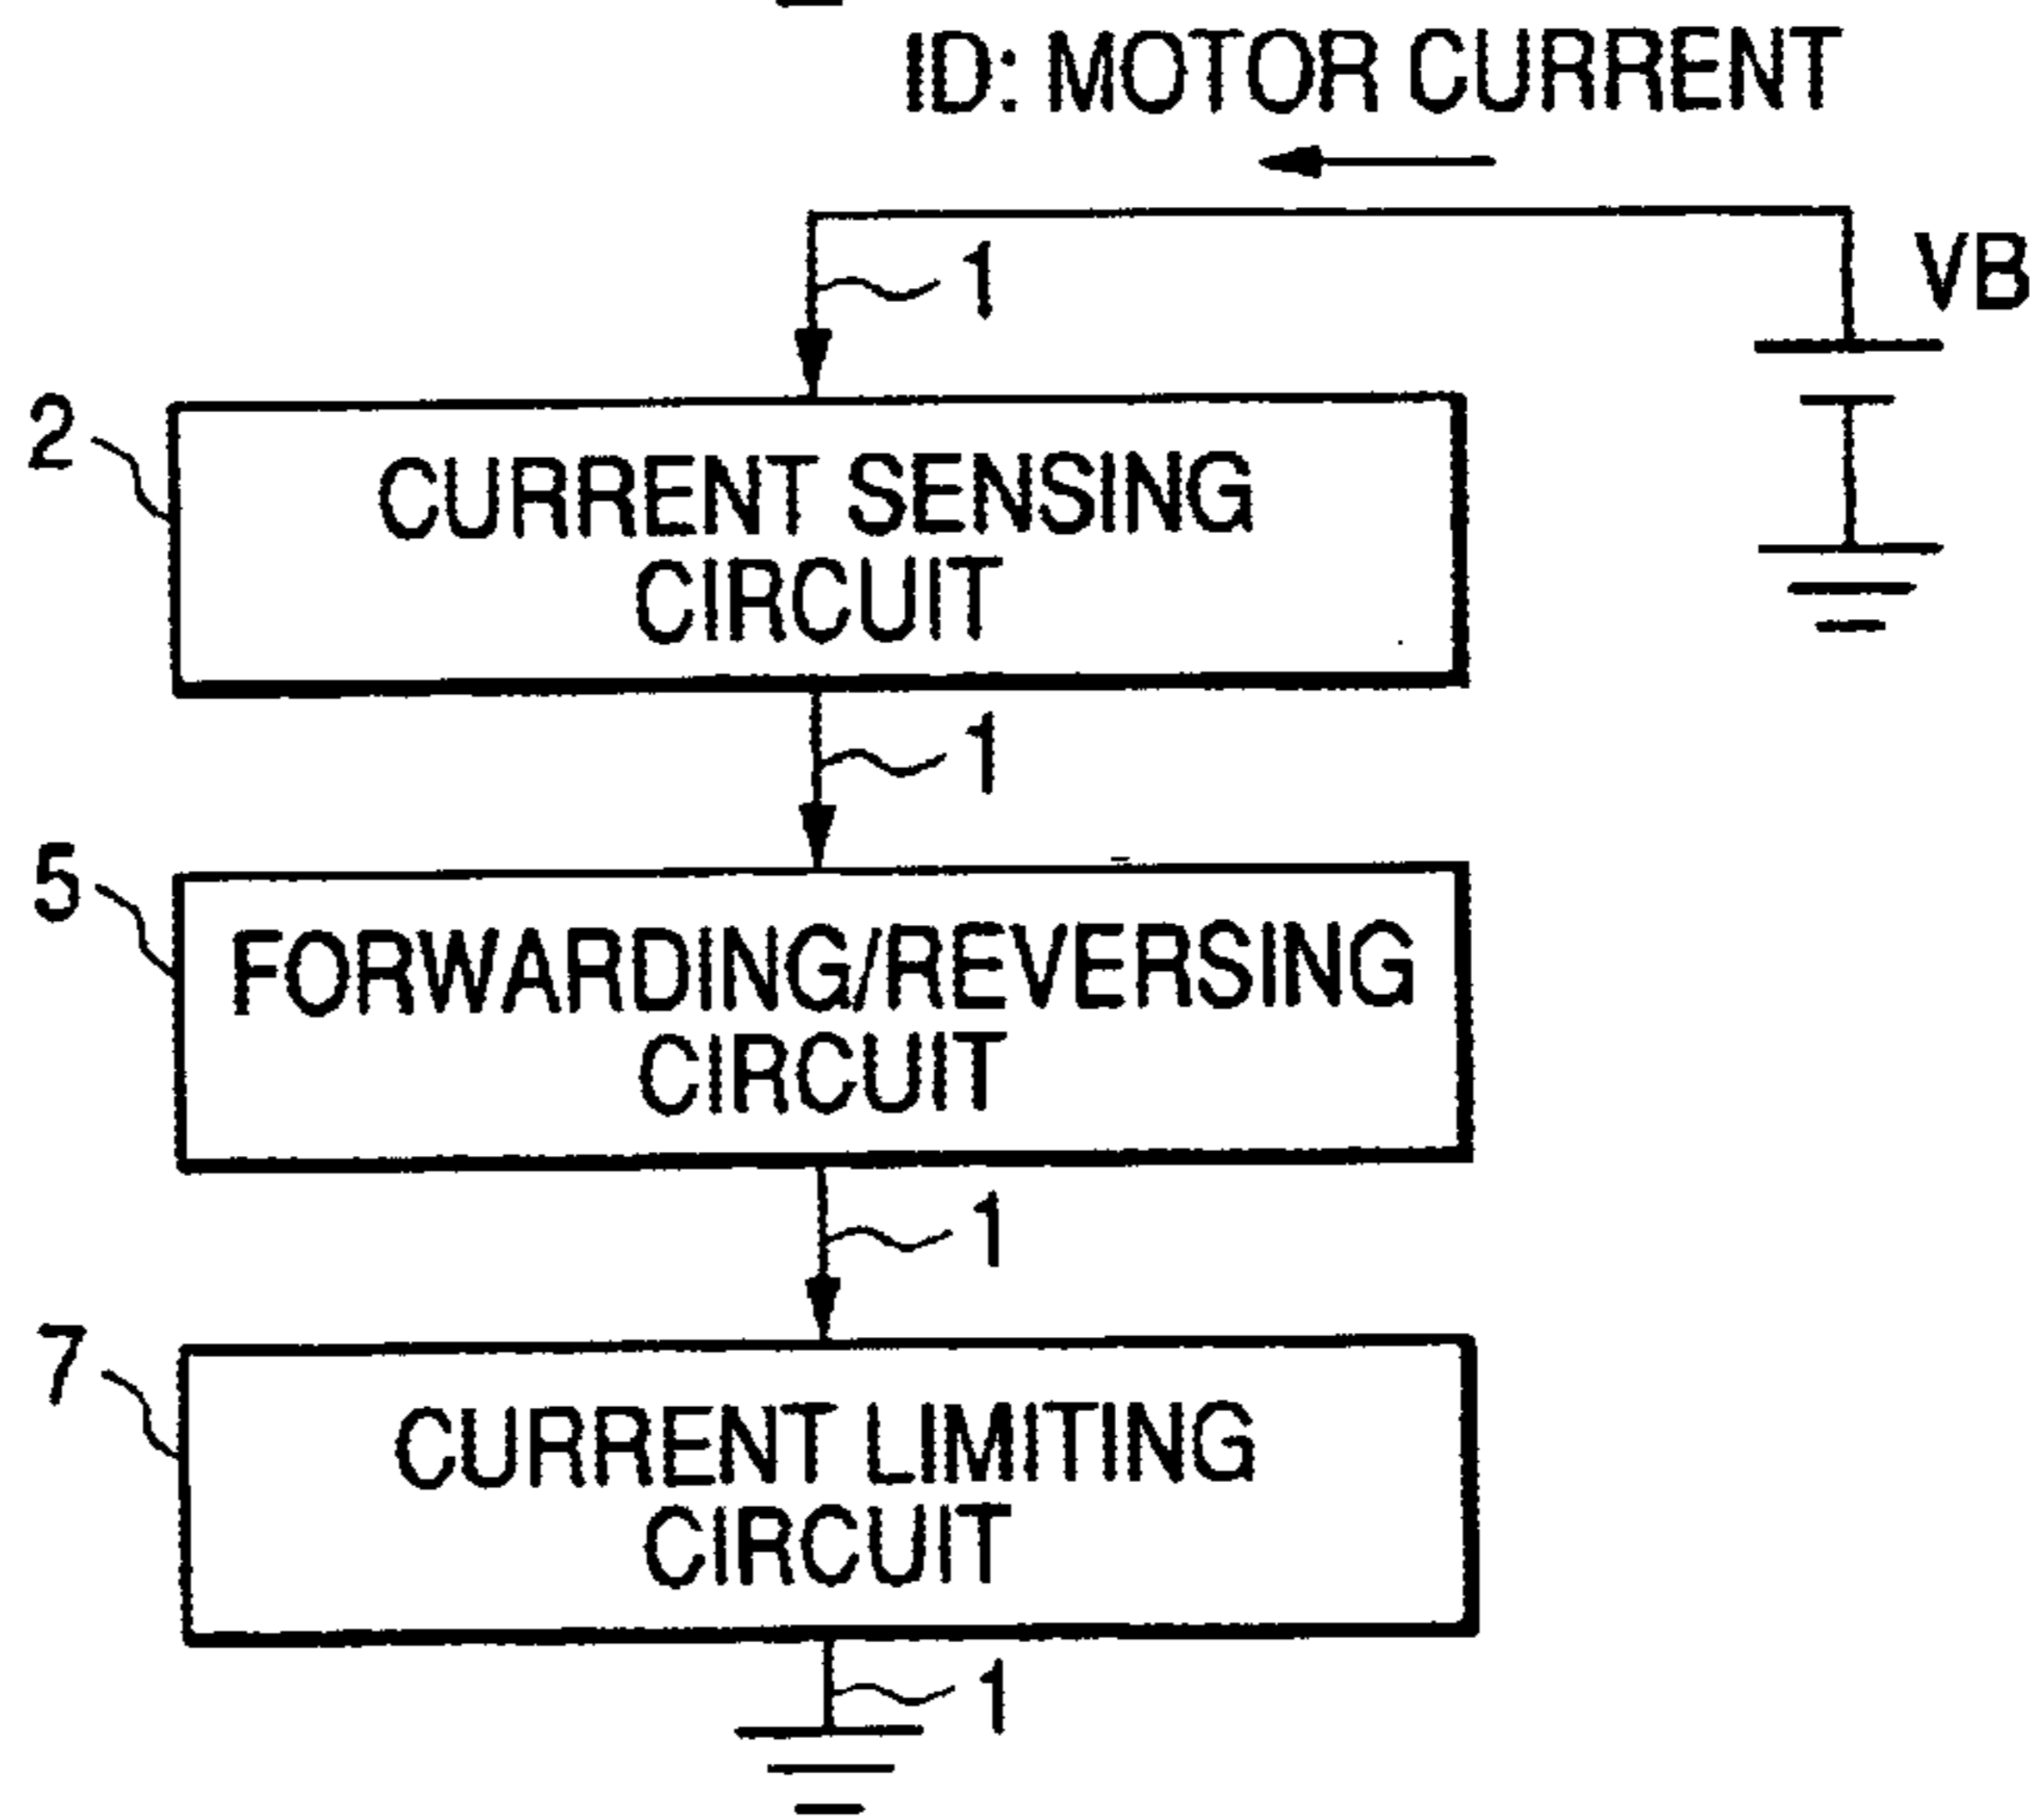 ID: MOTOR CURRENT
1
VB
2
CURRENT SENSING
CIRCUIT
1
5
FORWARDING/REVERSING
CIRCUIT
1
7
CURRENT LIMITING
CIRCUIT
1